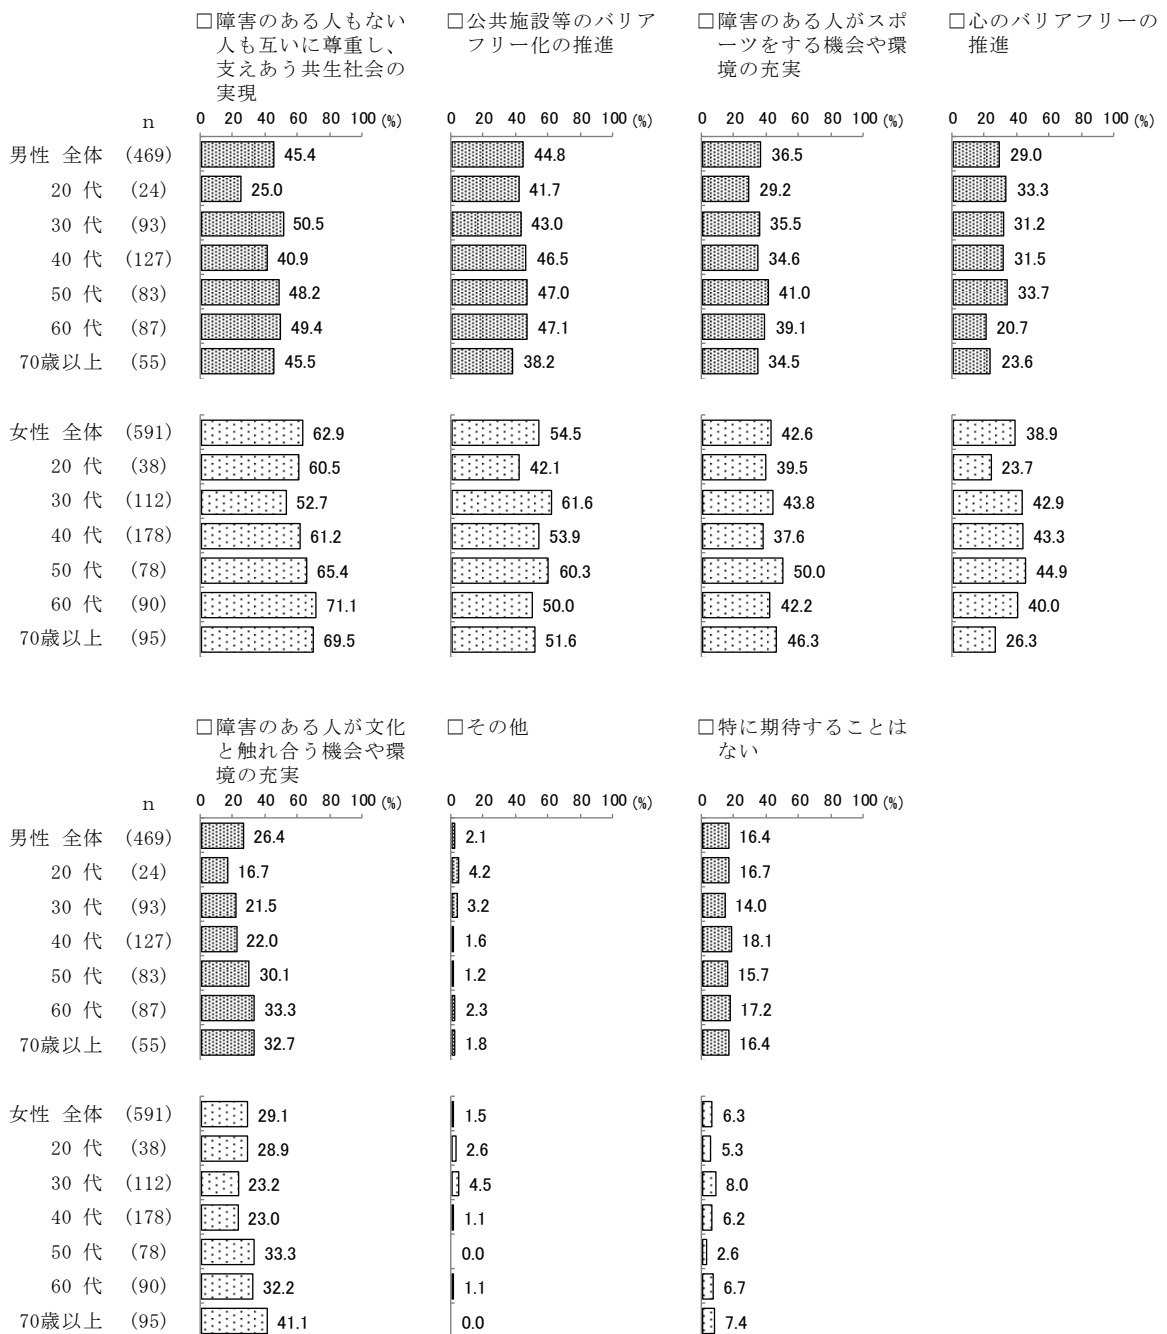 □障害のある人もない
人も互いに尊重し、
支えあう共生社会の
実現
□公共施設等のバリア
フリー化の推進
□障害のある人がスポ
ーツをする機会や環
境の充実
□心のバリアフリーの
推進
n 0 20 40 60 80 100 (%) 0 20 40 60 80 100 (%) 0 20 40 60 80 100 (%) 0 20 40 60 80 100 (%)
男性 全体 (469) 45.4 44.8 36.5 29.0
20 代 (24) 25.0 41.7 29.2 33.3
30 代 (93) 50.5 43.0 35.5 31.2
40 代 (127) 40.9 46.5 34.6 31.5
50 代 (83) 48.2 47.0 41.0 33.7
60 代 (87) 49.4 47.1 39.1 20.7
70歳以上 (55) 45.5 38.2 34.5 23.6
女性 全体 (591) 62.9 54.5 42.6 38.9
20 代 (38) 60.5 42.1 39.5 23.7
30 代 (112) 52.7 61.6 43.8 42.9
40 代 (178) 61.2 53.9 37.6 43.3
50 代 (78) 65.4 60.3 50.0 44.9
60 代 (90) 71.1 50.0 42.2 40.0
70歳以上 (95) 69.5 51.6 46.3 26.3
□障害のある人が文化
と触れ合う機会や環
境の充実
□その他
□特に期待することは
ない
n 0 20 40 60 80 100 (%) 0 20 40 60 80 100 (%) 0 20 40 60 80 100 (%)
男性 全体 (469) 26.4 2.1 16.4
20 代 (24) 16.7 4.2 16.7
30 代 (93) 21.5 3.2 14.0
40 代 (127) 22.0 1.6 18.1
50 代 (83) 30.1 1.2 15.7
60 代 (87) 33.3 2.3 17.2
70歳以上 (55) 32.7 1.8 16.4
女性 全体 (591) 29.1 1.5 6.3
20 代 (38) 28.9 2.6 5.3
30 代 (112) 23.2 4.5 8.0
40 代 (178) 23.0 1.1 6.2
50 代 (78) 33.3 0.0 2.6
60 代 (90) 32.2 1.1 6.7
70歳以上 (95) 41.1 0.0 7.4